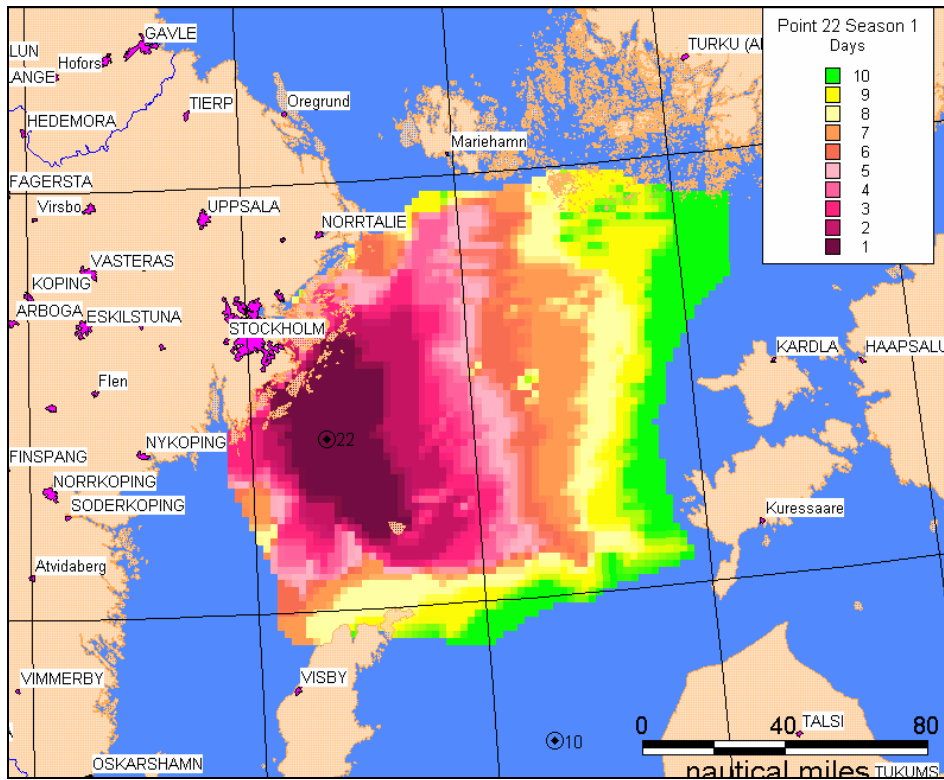 GAVLE
LUN
Hofors
LANGE
TIERP
Oregrund
HEDEMORA
Mariehamn
TURKU (A
FAGERSTA
Virsbo
UPPSALA
NORRTALIE
VASTERAS
KOPING
ARBOGA
ESKILSTUNA
STOCKHOLM
KARDLA
HAAPSALU
Flen
22
NYKOPING
FINSPANG
NORRKOPING
SODERKOPING
Kuressaare
Atvidaberg
VIMMERBY
VISBY
10
TALSI
OSKARSHAMN
TUKUMS
Point 22 Season 1
Days
10
9
8
7
6
5
4
3
2
1
0 40 80
nautical miles